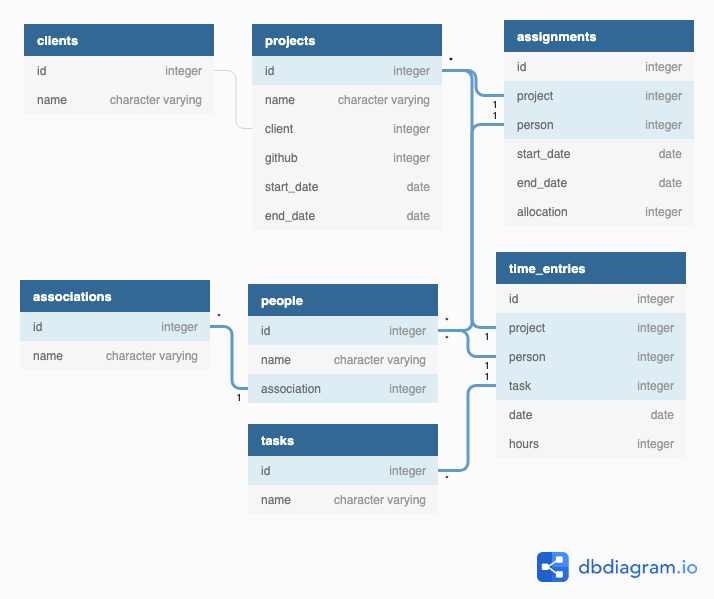 clients
id integer
name character varying
projects
id integer
name character varying
client integer
github integer
start_date date
end_date date
*
assignments
id integer
project integer
person integer
start_date date
end_date date
allocation integer
1
1
associations
id integer
name character varying
*
1
people
id integer
name character varying
association integer
*
*
time_entries
id integer
project integer
person integer
task integer
date date
hours integer
1
1
1
tasks
id integer
name character varying
*
dbdiagram.io